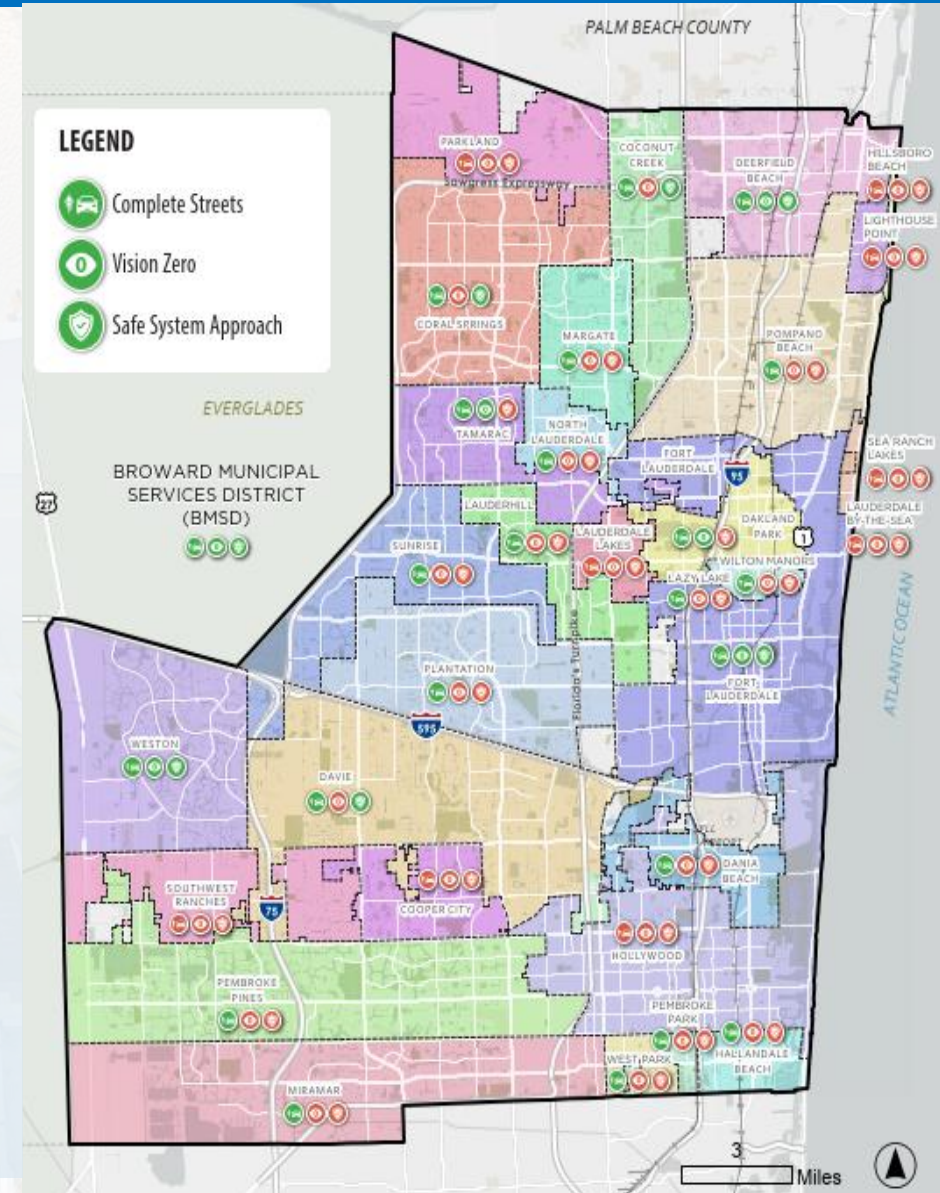 PALM BEACH COUNTY
LEGEND
Complete Streets
0
Vision Zero
Safe System Approach
PARKLAND
Sawgrass Expressway
COCONUT
CREEK
DEERFIELD
BEACH
HILLSBORO
BEACH
LIGHTHOUSE
POINT
CORAL SPRINGS
MARGATE
POMPANO
BEACH
EVERGLADES
TAMARAC
NORTH
LAUDERDALE
FORT
LAUDERDALE
95
SEA RANCH
LAKES
BROWARD MUNICIPAL
SERVICES DISTRICT
(BMSD)
27
LAUDERHILL
LAUDERDALE
LAKES
OAKLAND
PARK
1
LAUDERDALE
BY-THE-SEA
SUNRISE
WILTON MANORS
LAZY LAKE
ATLANTIC OCEAN
PLANTATION
Florida's Turnpike
FORT
LAUDERDALE
595
WESTON
DAVIE
DANIA
BEACH
SOUTHWEST
RANCHES
75
COOPER CITY
HOLLYWOOD
PEMBROKE
PINES
PEMBROKE
PARK
HALLANDALE
BEACH
WEST PARK
MIRAMAR
3
Miles